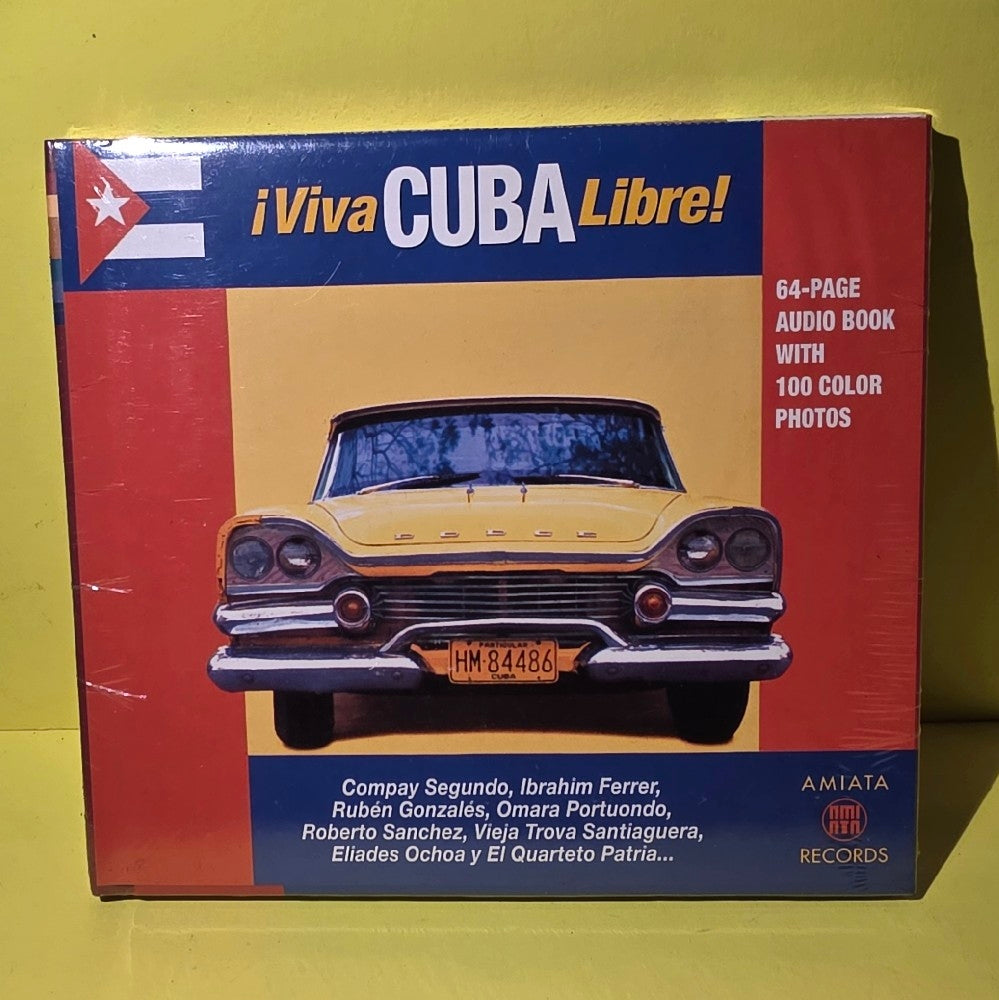 ¡Viva CUBA Libre!
64-PAGE
AUDIO BOOK
WITH
100 COLOR
PHOTOS
DODGE
PARTICULAR
HM·84486
CUBA
Compay Segundo, Ibrahim Ferrer,
Rubén Gonzalés, Omara Portuondo,
Roberto Sanchez, Vieja Trova Santiaguera,
Eliades Ochoa y El Quarteto Patria...
AMIATA
RECORDS